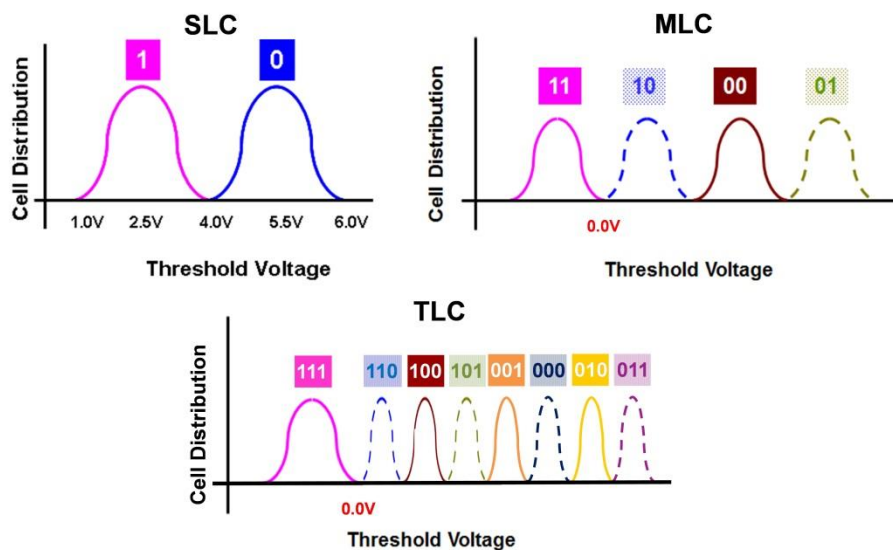 SLC
1 0
Cell Distribution
1.0V 2.5V 4.0V 5.5V 6.0V
Threshold Voltage
MLC
11 10 00 01
Cell Distribution
0.0V
Threshold Voltage
TLC
111 110 100 101 001 000 010 011
Cell Distribution
0.0V
Threshold Voltage